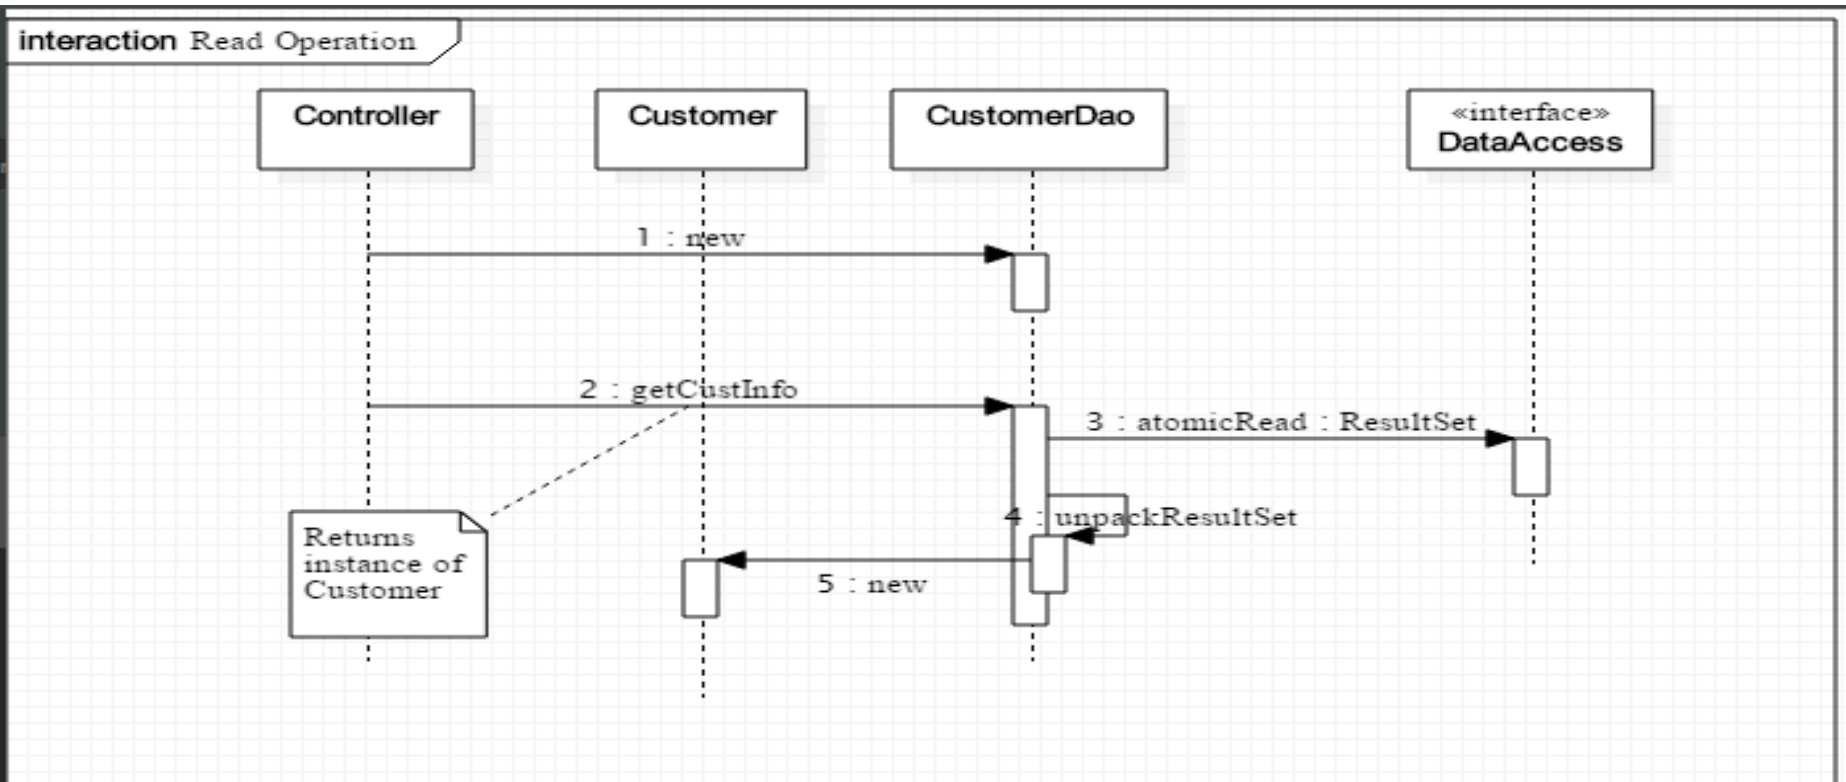 interaction Read Operation
Controller
Customer
CustomerDao
«interface»
DataAccess
1 : new
2 : getCustInfo
3 : atomicRead : ResultSet
4 : unpackResultSet
Returns
instance of
Customer
5 : new